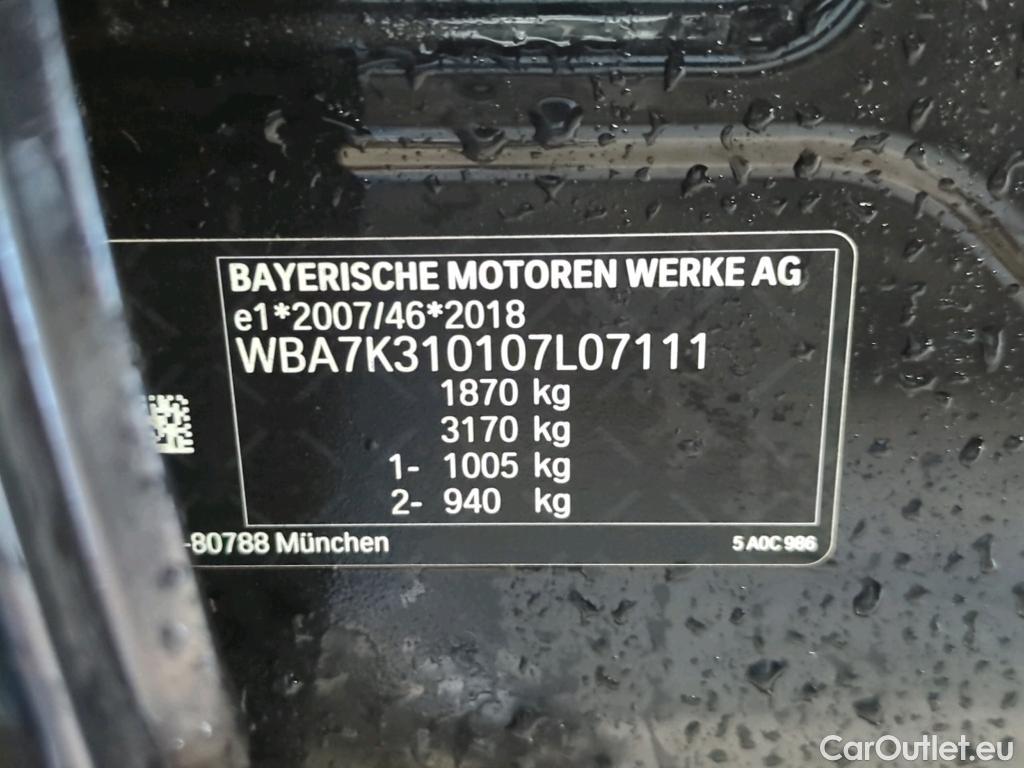 BAYERISCHE MOTOREN WERKE AG
e1*2007/46*2018
WBA7K310107L07111
1870 kg
3170 kg
1- 1005 kg
2- 940 kg
-80788 München
5 A0C 986
CarOutlet.eu